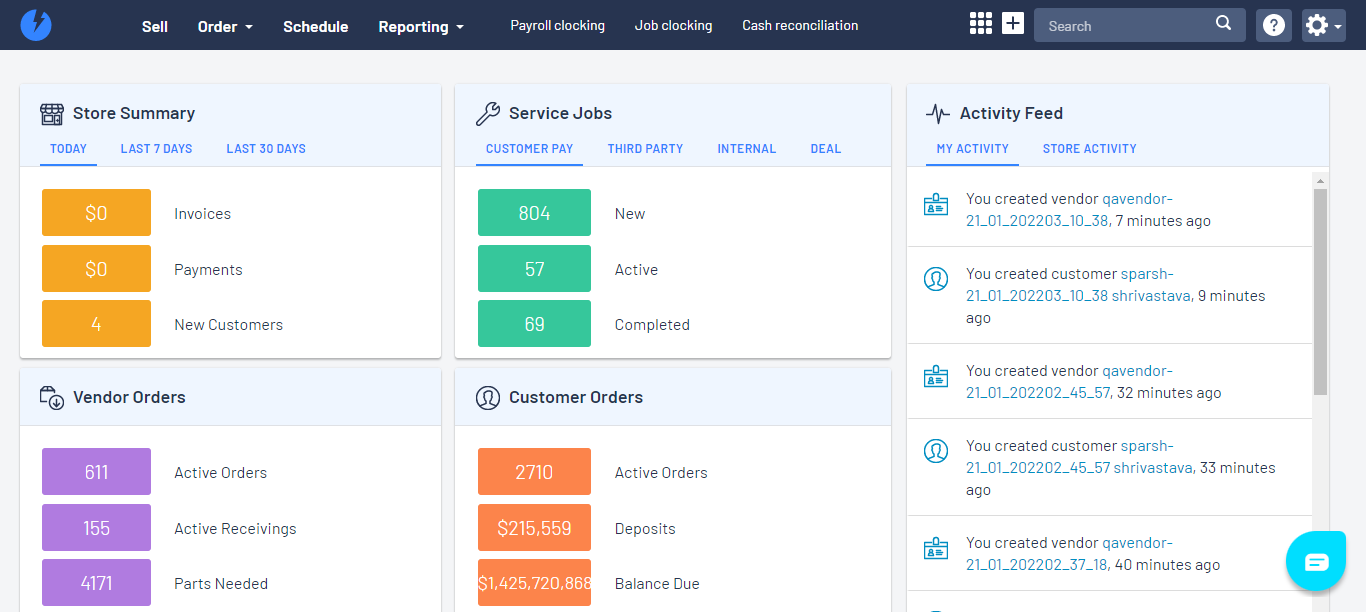 Sell Order Schedule Reporting Payroll clocking Job clocking Cash reconciliation Search
Store Summary
TODAY LAST 7 DAYS LAST 30 DAYS
$0 Invoices
$0 Payments
4 New Customers
Service Jobs
CUSTOMER PAY THIRD PARTY INTERNAL DEAL
804 New
57 Active
69 Completed
Vendor Orders
611 Active Orders
155 Active Receivings
4171 Parts Needed
Customer Orders
2710 Active Orders
$215,559 Deposits
$1,425,720,868 Balance Due
Activity Feed
MY ACTIVITY STORE ACTIVITY
You created vendor qavendor-
21_01_202203_10_38, 7 minutes ago
You created customer sparsh-
21_01_202203_10_38 shrivastava, 9 minutes
ago
You created vendor qavendor-
21_01_202202_45_57, 32 minutes ago
You created customer sparsh-
21_01_202202_45_57 shrivastava, 33 minutes
ago
You created vendor qavendor-
21_01_202202_37_18, 40 minutes ago